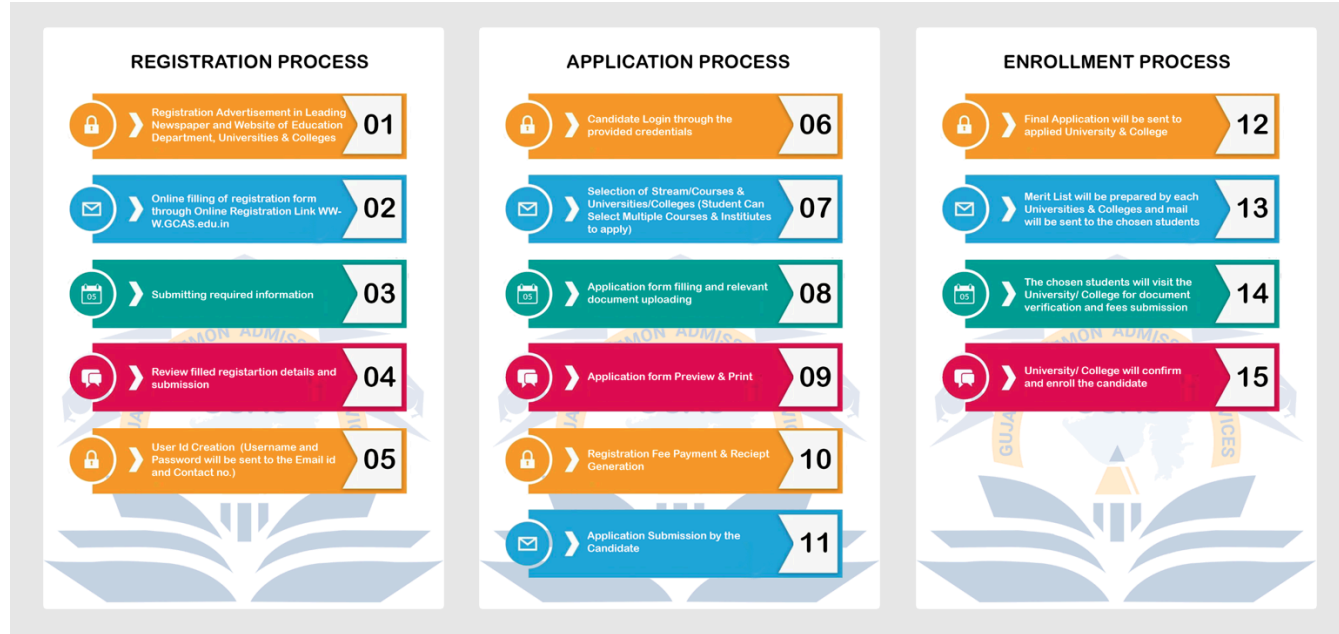 REGISTRATION PROCESS
Registration Advertisement in Leading
Newspaper and Website of Education
Department, Universities & Colleges
01
Online filling of registration form
through Online Registration Link WW-
W.GCAS.edu.in
02
Submitting required information
03
Review filled registartion details and
submission
04
User Id Creation (Username and
Password will be sent to the Email id
and Contact no.)
05
APPLICATION PROCESS
Candidate Login through the
provided credentials
06
Selection of Stream/Courses &
Universities/Colleges (Student Can
Select Multiple Courses & Institiutes
to apply)
07
Application form filling and relevant
document uploading
08
Application form Preview & Print
09
Registration Fee Payment & Reciept
Generation
10
Application Submission by the
Candidate
11
ENROLLMENT PROCESS
Final Application will be sent to
applied University & College
12
Merit List will be prepared by each
Universities & Colleges and mail
will be sent to the chosen students
13
The chosen students will visit the
University/ College for document
verification and fees submission
14
University/ College will confirm
and enroll the candidate
15